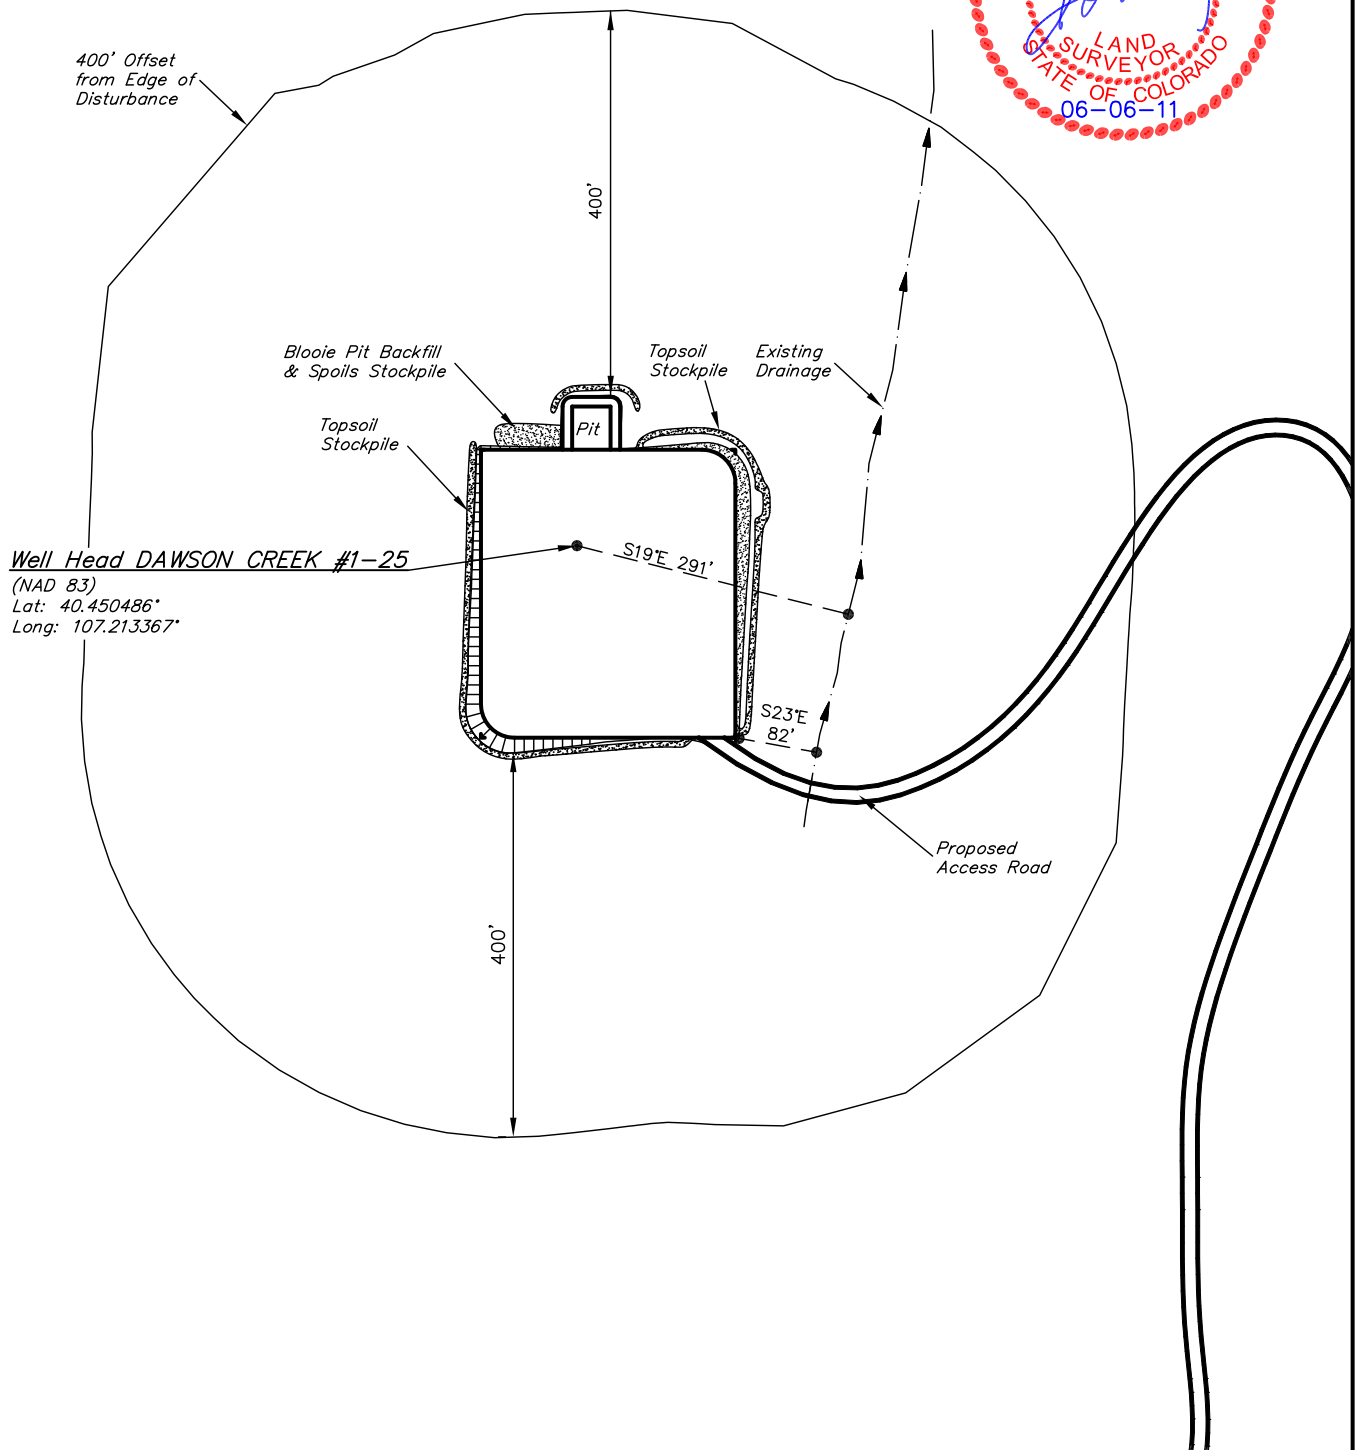 LAND
SURVEYOR
STATE OF COLORADO
06-06-11
400' Offset
from Edge of
Disturbance
400'
Blooie Pit Backfill
& Spoils Stockpile
Topsoil
Stockpile
Existing
Drainage
Topsoil
Stockpile
Pit
Well Head DAWSON CREEK #1-25
(NAD 83)
Lat: 40.450486°
Long: 107.213367°
S19°E 291'
S23°E
82'
Proposed
Access Road
400'